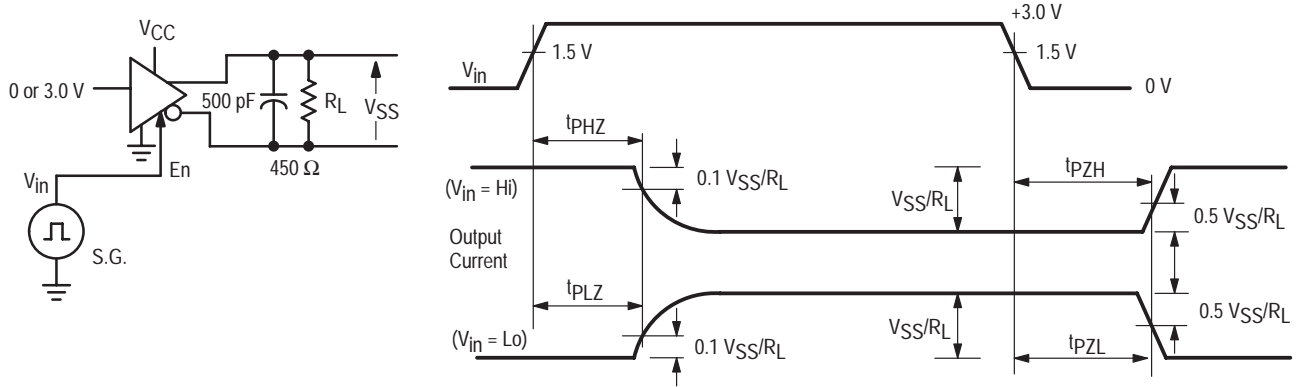 VCC
0 or 3.0 V
500 pF
RL
VSS
450 Ω
En
Vin
S.G.
+3.0 V
1.5 V
1.5 V
Vin
0 V
tPHZ
(Vin = Hi)
0.1 VSS/RL
VSS/RL
tPZH
0.5 VSS/RL
Output
Current
tPLZ
(Vin = Lo)
0.1 VSS/RL
VSS/RL
tPZL
0.5 VSS/RL